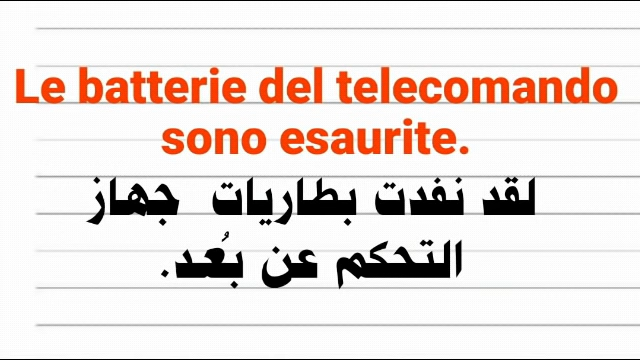 Le batterie del telecomando
sono esaurite.
لقد نفدت بطاريات جهاز
التحكم عن بُعد.